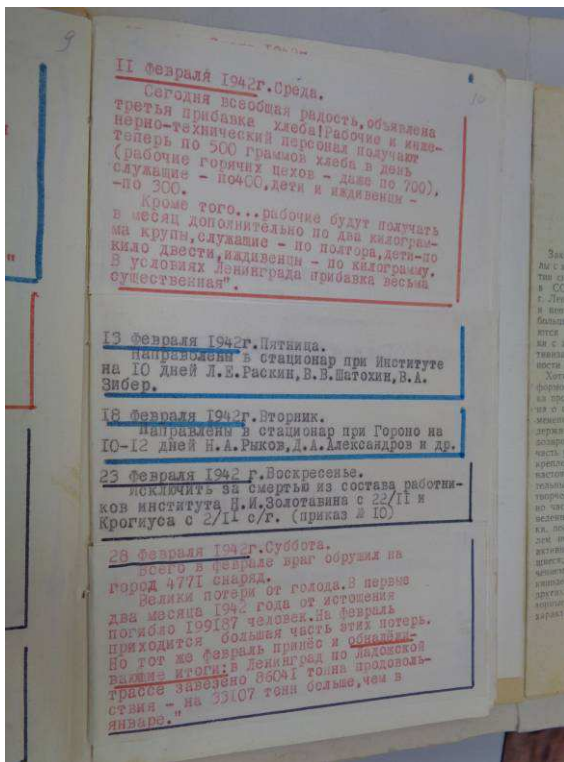 9
10
11 Февраля 1942г.Среда.
Сегодня всеобщая радость,объявлена
третья прибавка хлеба!Рабочие и инже-
нерно-технический персонал получают
теперь по 500 граммов хлеба в день
(рабочие горячих цехов - даже по 700),
служащие - по400,дети и иждивенцы -
-по 300.
Кроме того...рабочие будут получать
в месяц дополнительно по два килограм-
ма крупы,служащие - по полтора,дети-по
кило двести,иждивенцы - по килограмму.
В условиях Ленинграда прибавка весьма
существенная".
13 Февраля 1942г.Пятница.
Направолены в стационар при Институте
на 10 дней Л.Е.Раскин,В.В.Шатохин,В.А.
Зибер.
18 Февраля 1942г.Вторник.
Направлены в стационар при Гороно на
10-12 дней Н.А.Рыков,Д.А.Александров и др.
23 Февраля 1942 г.Воскресенье.
Исключить за смертью из состава работни-
ков института Н.И.Золотавина с 22/II и
Крогиуса с 2/II с/г. (приказ № 10)
28 Февраля 1942г.Суббота.
Всего в феврале враг обрушил на
город 4771 снаряд.
Велики потери от голода.В первые
два месяца 1942 года от истощения
погибло 199187 человек.На февраль
приходится большая часть этих потерь.
Но тот же февраль принёс и обнадёжи-
вающие итоги:в Ленинград по Ладожской
трассе завезено 86041 тонна продоволь-
ствия - на 33107 тонн больше,чем в
январе."